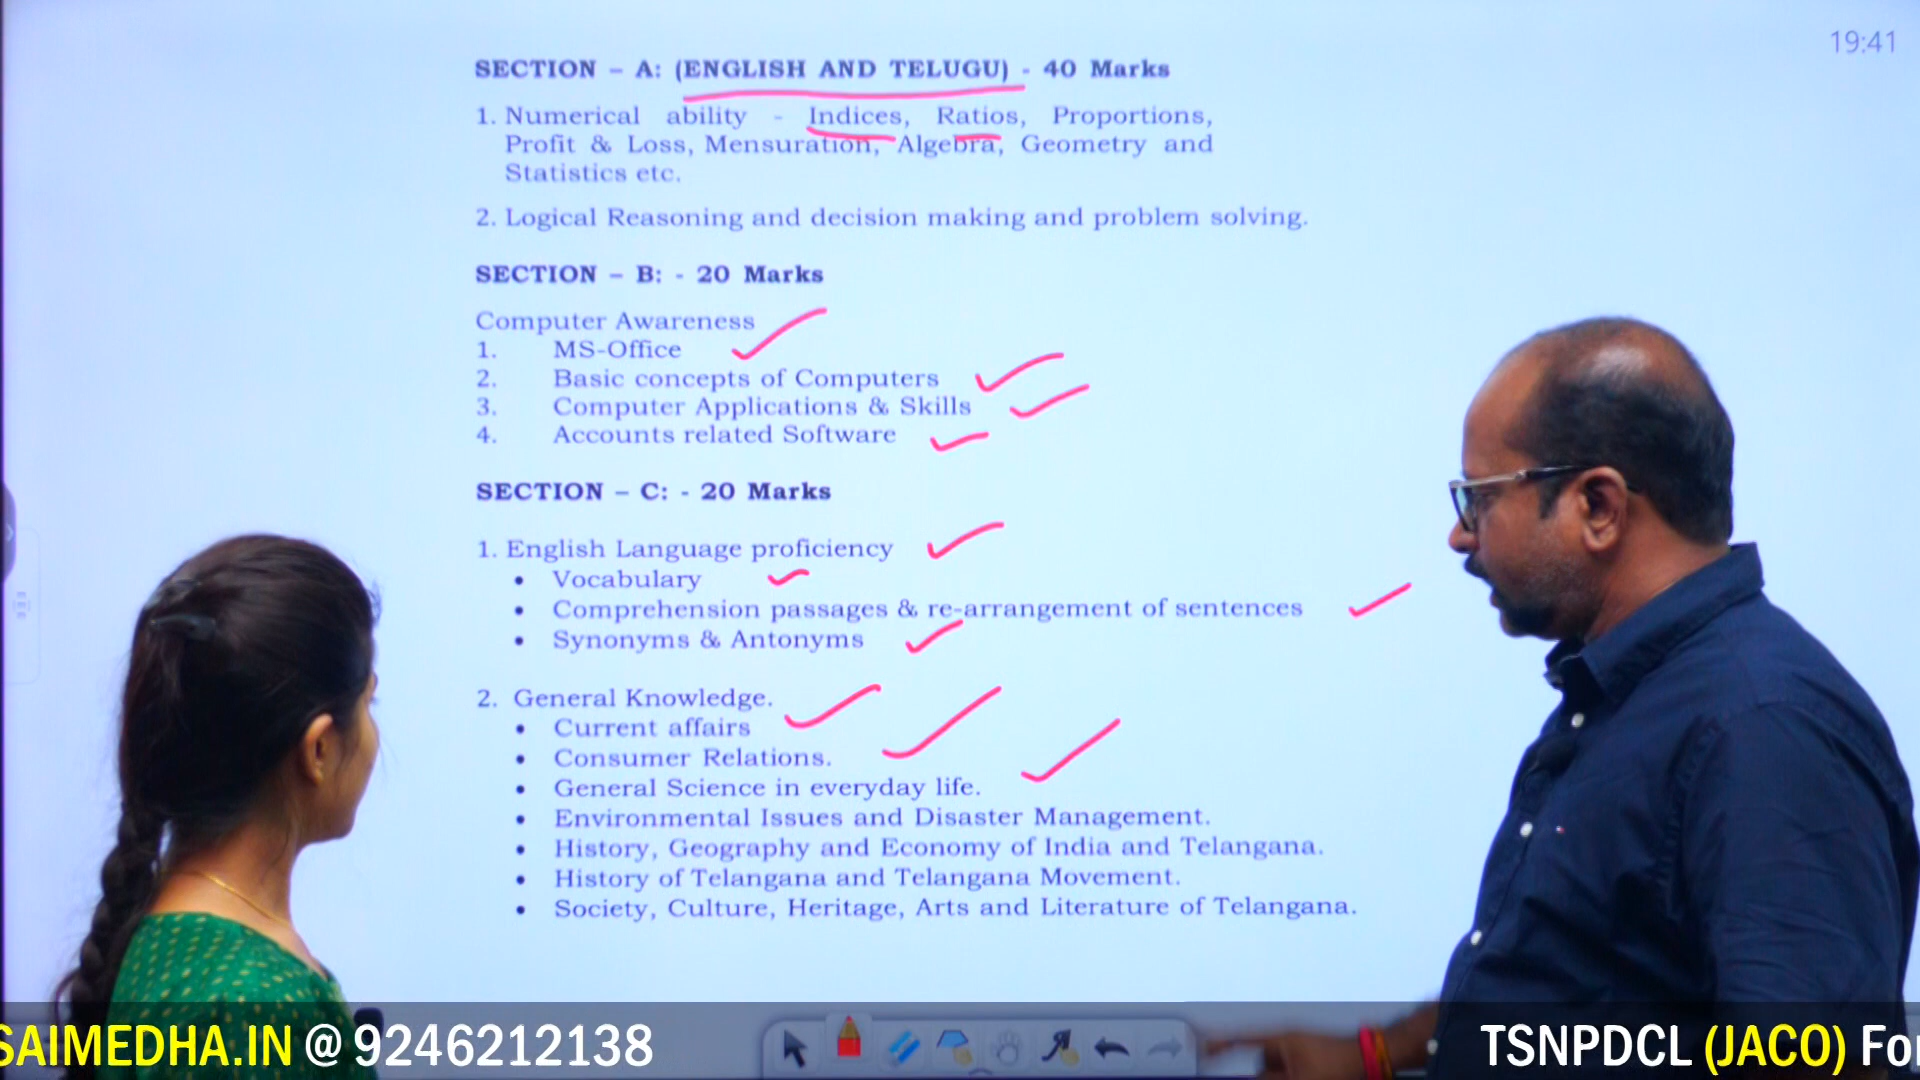 19:41
SECTION – A: (ENGLISH AND TELUGU) - 40 Marks
1. Numerical ability - Indices, Ratios, Proportions,
Profit & Loss, Mensuration, Algebra, Geometry and
Statistics etc.
2. Logical Reasoning and decision making and problem solving.
SECTION – B: - 20 Marks
Computer Awareness
1. MS-Office
2. Basic concepts of Computers
3. Computer Applications & Skills
4. Accounts related Software
SECTION – C: - 20 Marks
1. English Language proficiency
• Vocabulary
• Comprehension passages & re-arrangement of sentences
• Synonyms & Antonyms
2. General Knowledge.
• Current affairs
• Consumer Relations.
• General Science in everyday life.
• Environmental Issues and Disaster Management.
• History, Geography and Economy of India and Telangana.
• History of Telangana and Telangana Movement.
• Society, Culture, Heritage, Arts and Literature of Telangana.
SAIMEDHA.IN @ 9246212138
TSNPDCL (JACO) For